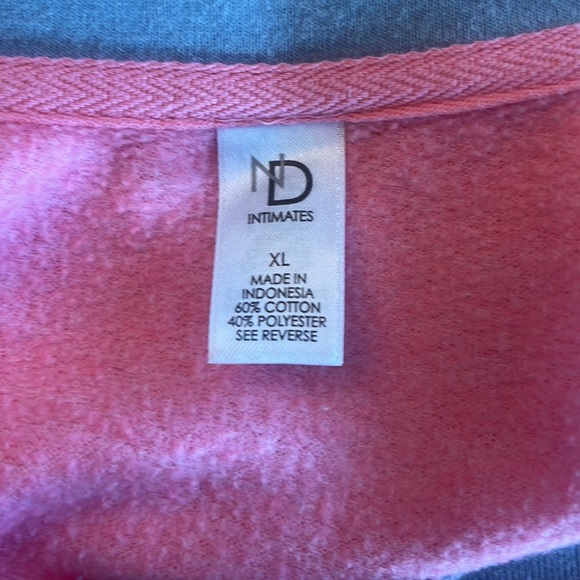 ND
INTIMATES
XL
MADE IN
INDONESIA
60% COTTON
40% POLYESTER
SEE REVERSE